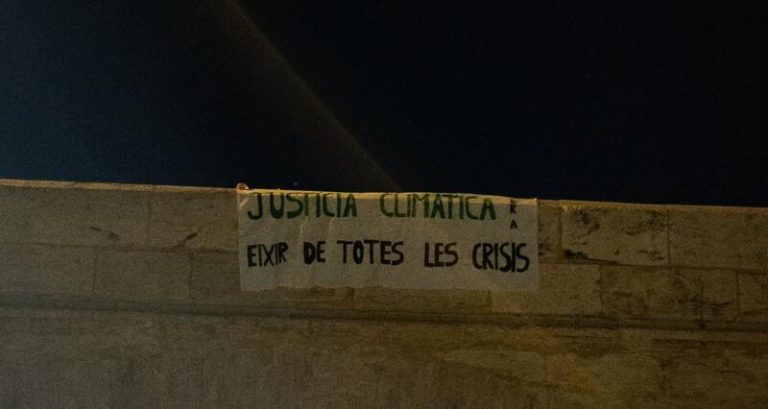 JUSTICIA CLIMÀTICA
EIXIR DE TOTES LES CRISIS